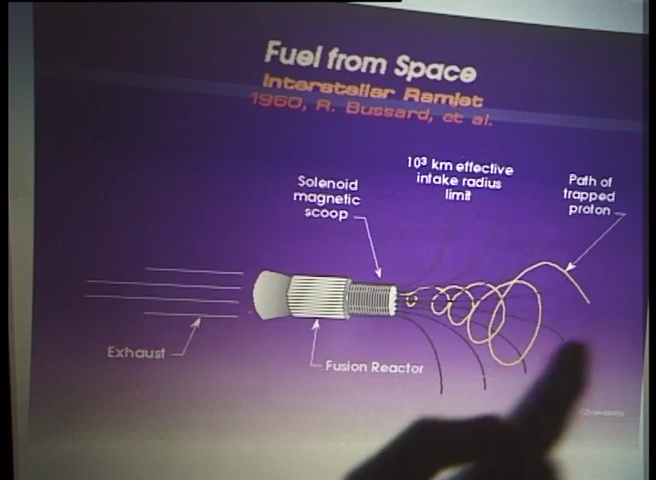 Fuel from Space
Interstellar Ramjet
1960, R. Bussard, et al.
10³ km effective
intake radius
limit
Solenoid
magnetic
scoop
Path of
trapped
proton
Exhaust
Fusion Reactor